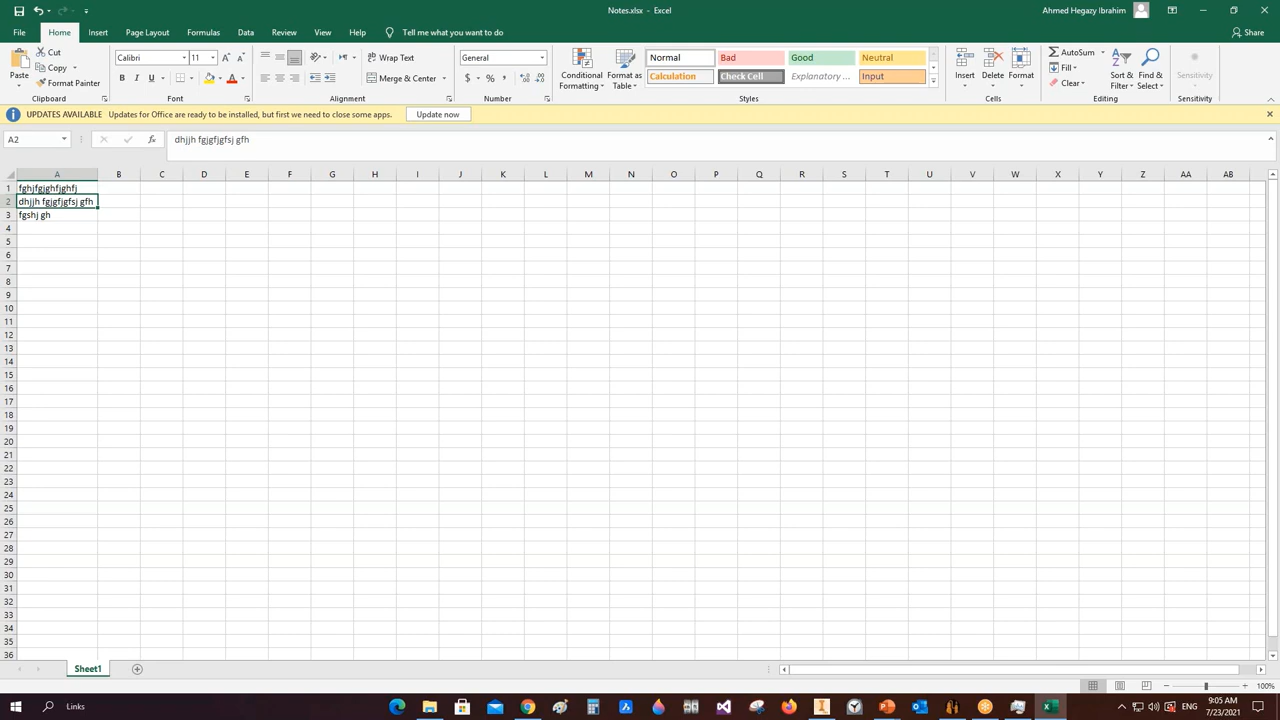 Notes.xlsx - Excel
Ahmed Hegazy Ibrahim
File Home Insert Page Layout Formulas Data Review View Help Tell me what you want to do Share
Paste Cut Copy Format Painter Clipboard
Calibri 11 B I U Font
Wrap Text Merge & Center Alignment
General $ % Number
Conditional Formatting Format as Table
Normal Bad Good Neutral
Calculation Check Cell Explanatory ... Input
Styles
Insert Delete Format Cells
AutoSum Fill Clear Sort & Filter Find & Select Editing
Sensitivity Sensitivity
UPDATES AVAILABLE Updates for Office are ready to be installed, but first we need to close some apps. Update now
A2 fx dhjjh fgjgfjgfsj gfh
A B C D E F G H I J K L M N O P Q R S T U V W X Y Z AA AB
1 fghjfgjghfjghfj
2 dhjjh fgjgfjgfsj gfh
3 fgshj gh
4
5
6
7
8
9
10
11
12
13
14
15
16
17
18
19
20
21
22
23
24
25
26
27
28
29
30
31
32
33
34
35
36
Sheet1
100%
Links ENG 9:05 AM
7/23/2021